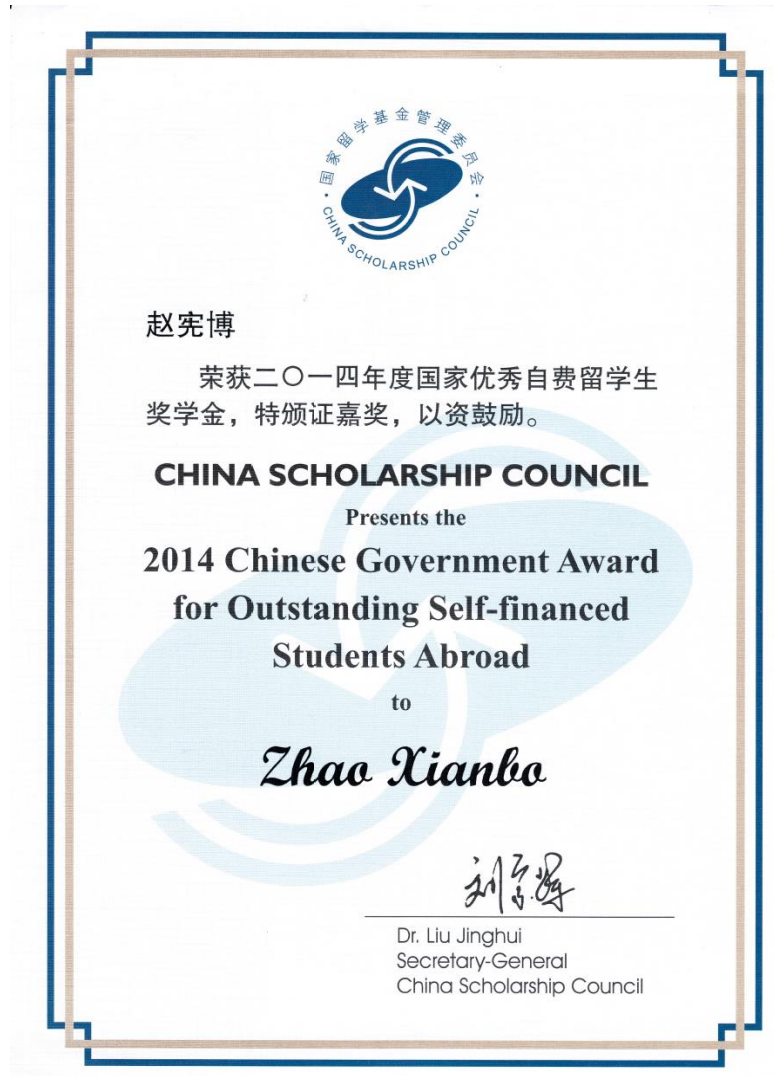 国家留学基金管理委员会
· CHINA SCHOLARSHIP COUNCIL ·
赵宪博
荣获二〇一四年度国家优秀自费留学生
奖学金，特颁证嘉奖，以资鼓励。
CHINA SCHOLARSHIP COUNCIL
Presents the
2014 Chinese Government Award
for Outstanding Self-financed
Students Abroad
to
Zhao Xianbo
刘京辉
Dr. Liu Jinghui
Secretary-General
China Scholarship Council